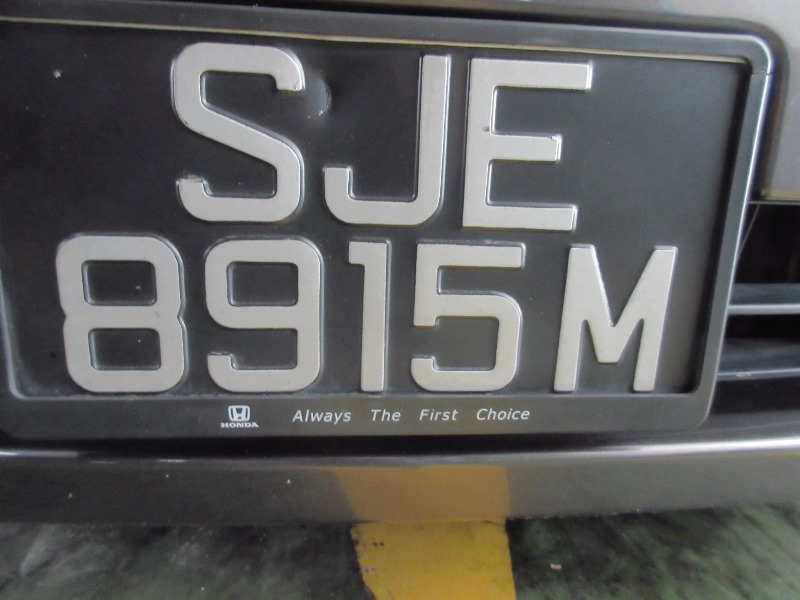 SJE
8915M
HONDA Always The First Choice